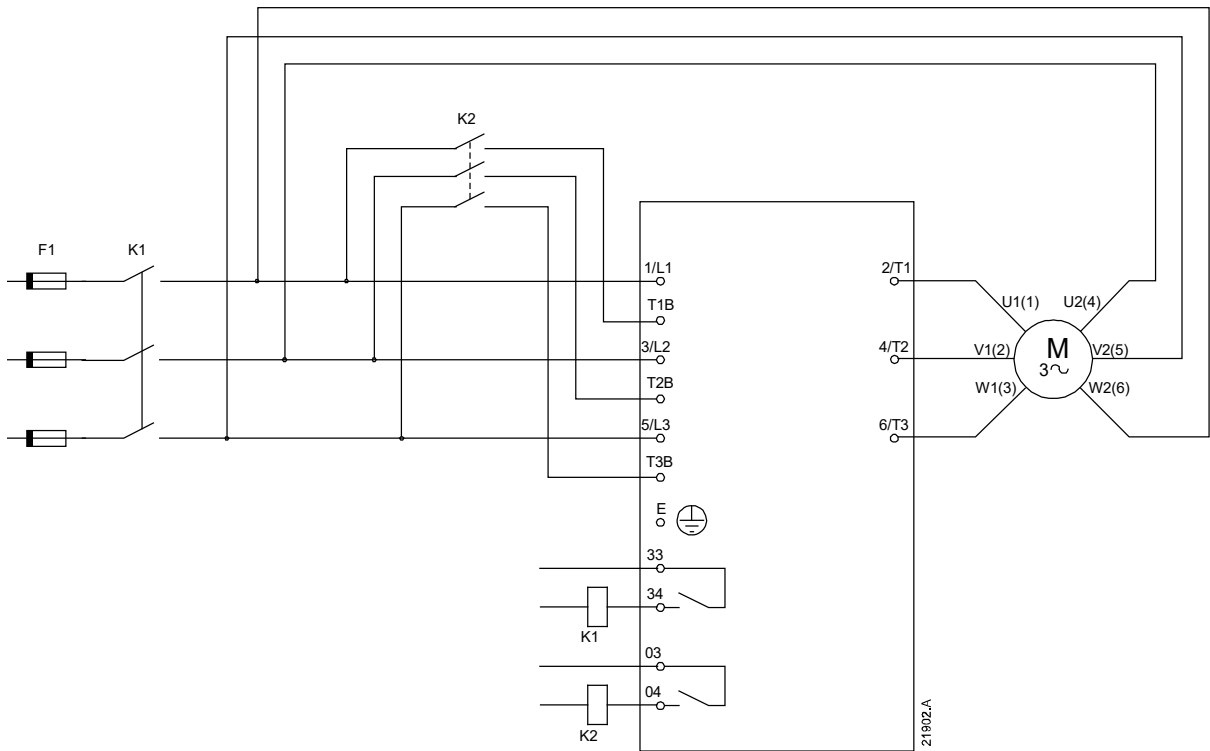 K2
F1
K1
1/L1
2/T1
T1B
U1(1)
U2(4)
3/L2
4/T2
V1(2)
M
3~
V2(5)
T2B
W1(3)
W2(6)
5/L3
6/T3
T3B
E
33
34
K1
03
04
K2
21902.A